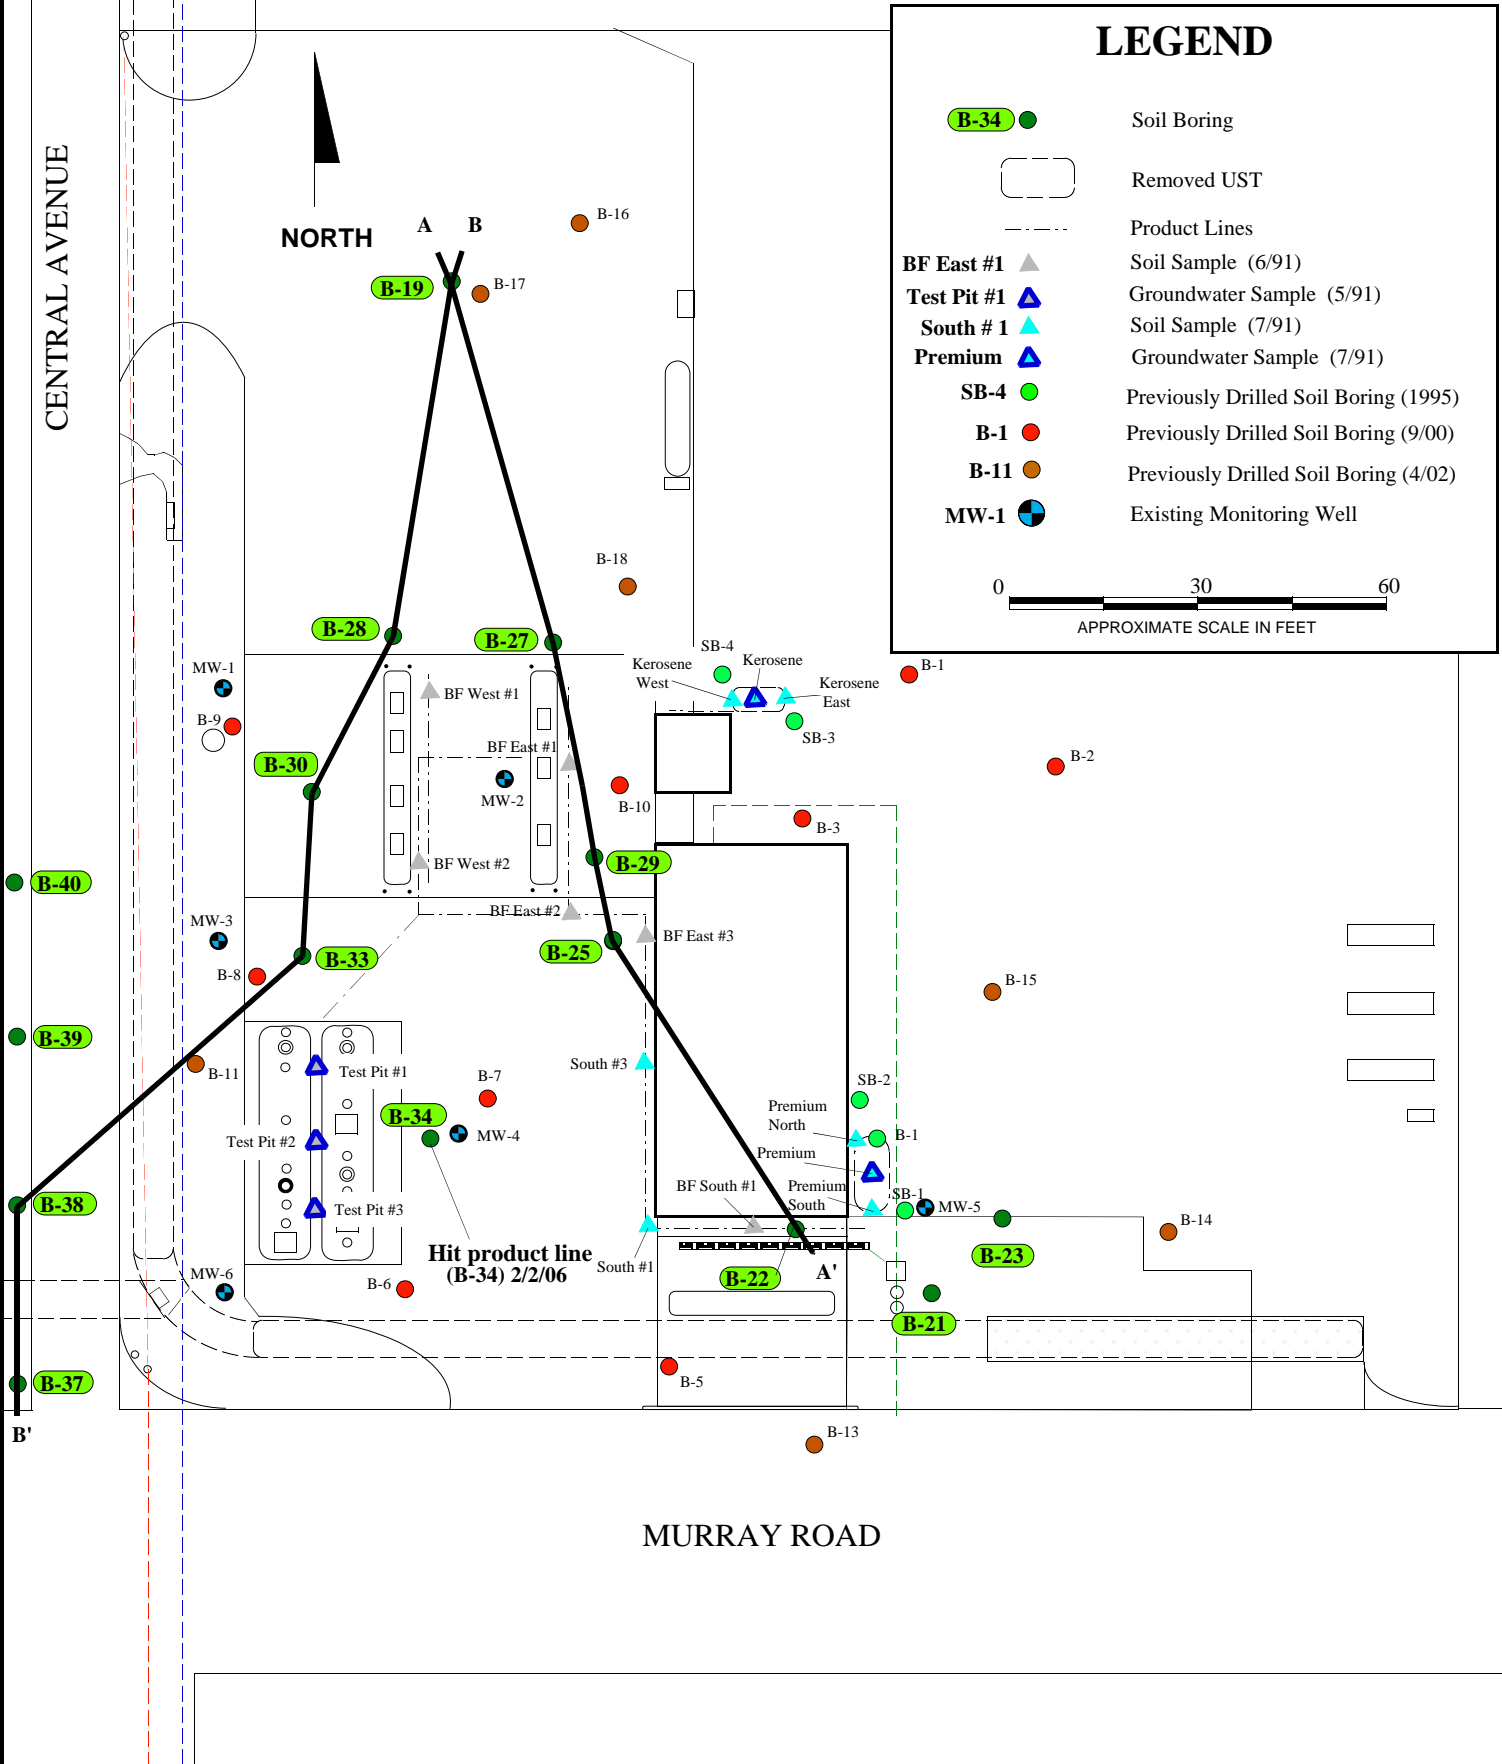 LEGEND
B-34 Soil Boring
Removed UST
Product Lines
BF East #1 Soil Sample (6/91)
Test Pit #1 Groundwater Sample (5/91)
South # 1 Soil Sample (7/91)
Premium Groundwater Sample (7/91)
SB-4 Previously Drilled Soil Boring (1995)
B-1 Previously Drilled Soil Boring (9/00)
B-11 Previously Drilled Soil Boring (4/02)
MW-1 Existing Monitoring Well
0 30 60
APPROXIMATE SCALE IN FEET
CENTRAL AVENUE
NORTH
A B
B-16
B-19
B-17
B-18
B-28
B-27
SB-4
Kerosene
Kerosene
West
Kerosene
East
B-1
MW-1
BF West #1
B-9
SB-3
BF East #1
B-2
B-30
MW-2
B-10
B-3
BF West #2
B-29
B-40
BF East #2
MW-3
BF East #3
B-25
B-33
B-8
B-15
B-39
South #3
B-11
Test Pit #1
B-7
SB-2
Premium
North
B-34
MW-4
B-1
Test Pit #2
Premium
BF South #1
Premium
South
SB-1
MW-5
B-38
Test Pit #3
B-14
Hit product line
(B-34) 2/2/06
South #1
B-23
MW-6
B-6
B-22
A'
B-21
B-37
B-5
B'
B-13
MURRAY ROAD